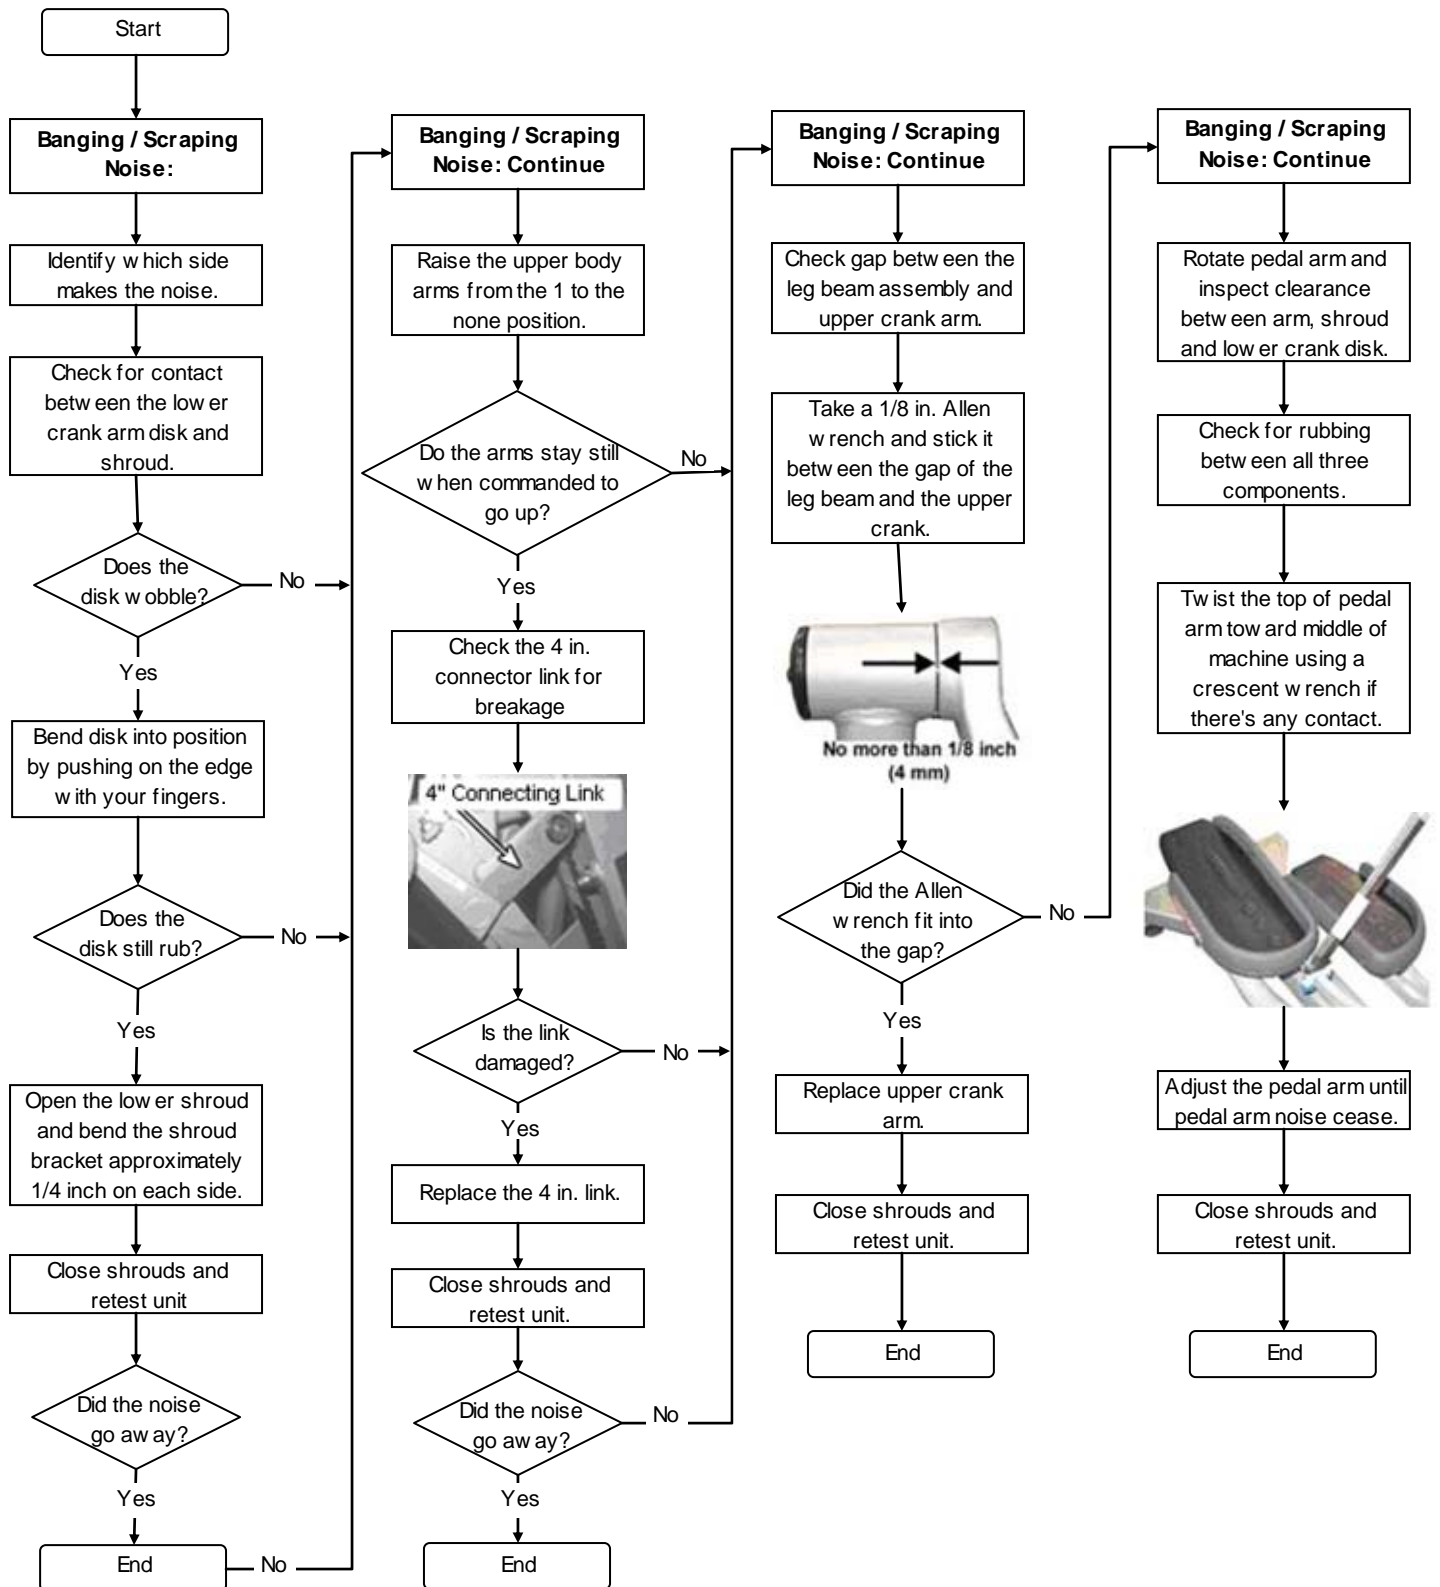 Start
Banging / Scraping
Noise:
Identify which side
makes the noise.
Check for contact
between the lower
crank arm disk and
shroud.
Does the
disk wobble?
No
Yes
Bend disk into position
by pushing on the edge
with your fingers.
Does the
disk still rub?
No
Yes
Open the lower shroud
and bend the shroud
bracket approximately
1/4 inch on each side.
Close shrouds and
retest unit
Did the noise
go away?
Yes
End
No
Banging / Scraping
Noise: Continue
Raise the upper body
arms from the 1 to the
none position.
Do the arms stay still
when commanded to
go up?
No
Yes
Check the 4 in.
connector link for
breakage
4" Connecting Link
Is the link
damaged?
No
Yes
Replace the 4 in. link.
Close shrouds and
retest unit.
Did the noise
go away?
No
Yes
End
Banging / Scraping
Noise: Continue
Check gap between the
leg beam assembly and
upper crank arm.
Take a 1/8 in. Allen
wrench and stick it
between the gap of the
leg beam and the upper
crank.
No more than 1/8 inch
(4 mm)
Did the Allen
wrench fit into
the gap?
No
Yes
Replace upper crank
arm.
Close shrouds and
retest unit.
End
Banging / Scraping
Noise: Continue
Rotate pedal arm and
inspect clearance
between arm, shroud
and lower crank disk.
Check for rubbing
between all three
components.
Twist the top of pedal
arm toward middle of
machine using a
crescent wrench if
there's any contact.
Adjust the pedal arm until
pedal arm noise cease.
Close shrouds and
retest unit.
End